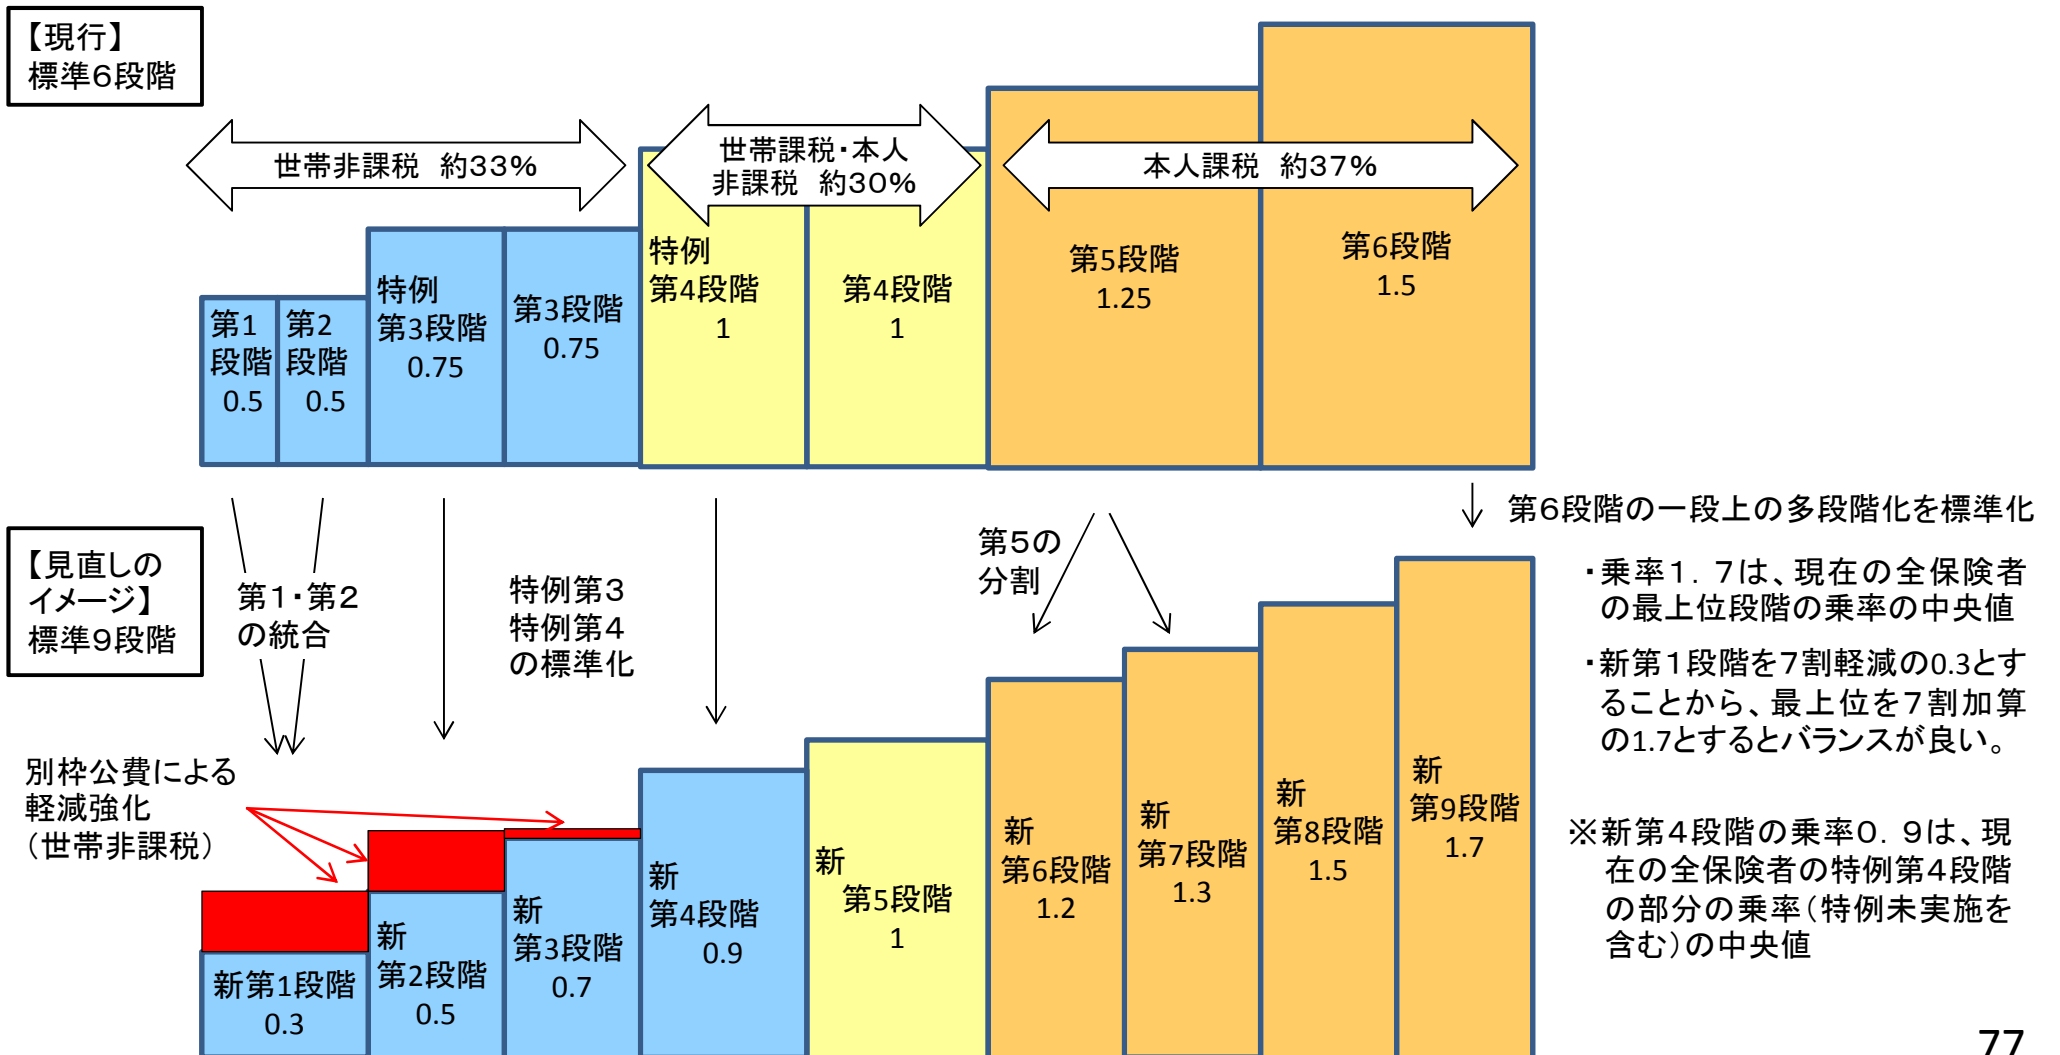 【現行】
標準6段階
世帯非課税　約33%
世帯課税・本人
非課税　約30%
本人課税　約37%
第1
段階
0.5
第2
段階
0.5
特例
第3段階
0.75
第3段階
0.75
特例
第4段階
1
第4段階
1
第5段階
1.25
第6段階
1.5
【見直しの
イメージ】
標準9段階
第1・第2
の統合
特例第3
特例第4
の標準化
第5の
分割
第6段階の一段上の多段階化を標準化
・乗率1．7は、現在の全保険者
の最上位段階の乗率の中央値
・新第1段階を7割軽減の0.3とす
ることから、最上位を7割加算
の1.7とするとバランスが良い。
※新第4段階の乗率0．9は、現
在の全保険者の特例第4段階
の部分の乗率（特例未実施を
含む）の中央値
別枠公費による
軽減強化
（世帯非課税）
新第1段階
0.3
新
第2段階
0.5
新
第3段階
0.7
新
第4段階
0.9
新
第5段階
1
新
第6段階
1.2
新
第7段階
1.3
新
第8段階
1.5
新
第9段階
1.7
77